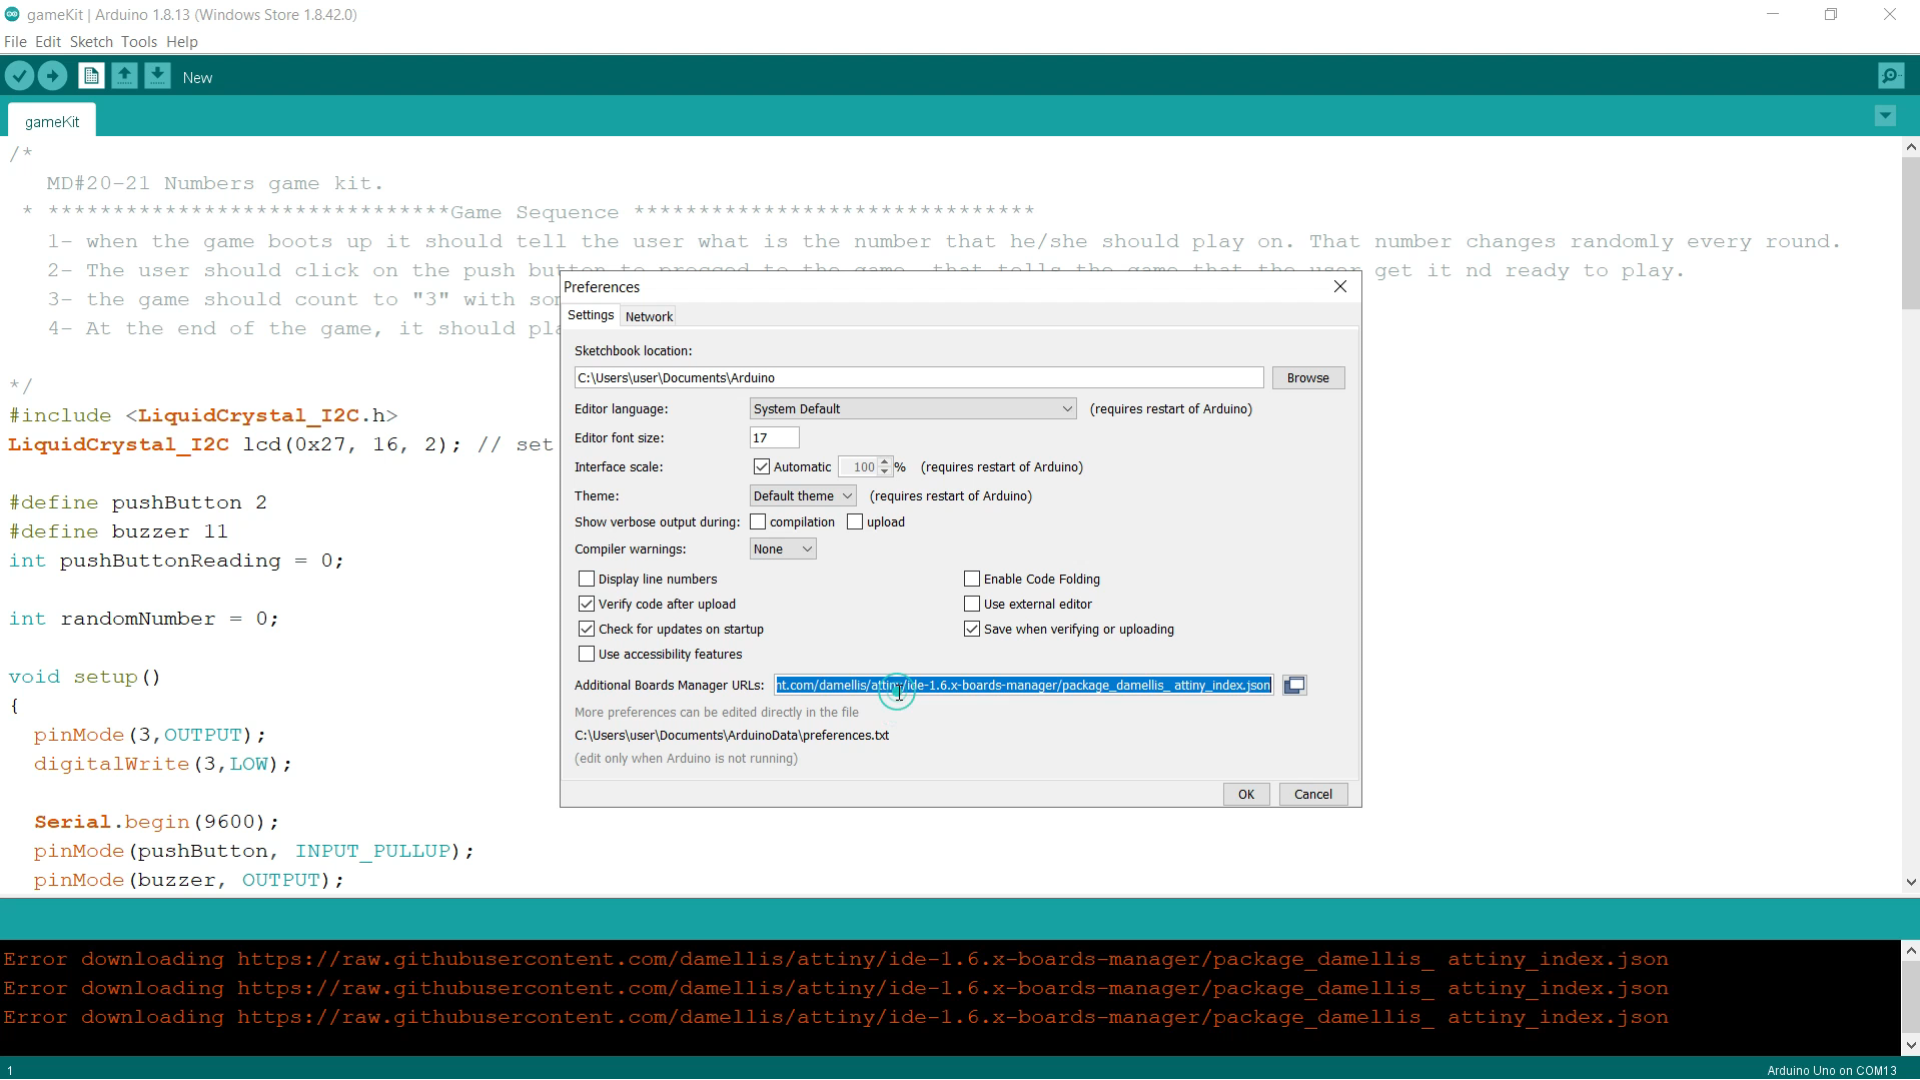 gameKit | Arduino 1.8.13 (Windows Store 1.8.42.0)
File Edit Sketch Tools Help
New
gameKit
/*
MD#20-21 Numbers game kit.
* *******************************Game Sequence *******************************
1- when the game boots up it should tell the user what is the number that he/she should play on. That number changes randomly every round.
2- The user should click on the push button to procced to the game, that tells the game that the user get it nd ready to play.
3- the game should count to "3" with so
4- At the end of the game, it should pl
*/
#include <LiquidCrystal_I2C.h>
LiquidCrystal_I2C lcd(0x27, 16, 2); // set
#define pushButton 2
#define buzzer 11
int pushButtonReading = 0;
int randomNumber = 0;
void setup()
{
pinMode(3,OUTPUT);
digitalWrite(3,LOW);
Serial.begin(9600);
pinMode(pushButton, INPUT_PULLUP);
pinMode(buzzer, OUTPUT);
Preferences
Settings Network
Sketchbook location:
C:\Users\user\Documents\Arduino Browse
Editor language: System Default (requires restart of Arduino)
Editor font size: 17
Interface scale: Automatic 100 % (requires restart of Arduino)
Theme: Default theme (requires restart of Arduino)
Show verbose output during: compilation upload
Compiler warnings: None
Display line numbers Enable Code Folding
Verify code after upload Use external editor
Check for updates on startup Save when verifying or uploading
Use accessibility features
Additional Boards Manager URLs: nt.com/damellis/attiny/ide-1.6.x-boards-manager/package_damellis_ attiny_index.json
More preferences can be edited directly in the file
C:\Users\user\Documents\ArduinoData\preferences.txt
(edit only when Arduino is not running)
OK Cancel
Error downloading https://raw.githubusercontent.com/damellis/attiny/ide-1.6.x-boards-manager/package_damellis_ attiny_index.json
Error downloading https://raw.githubusercontent.com/damellis/attiny/ide-1.6.x-boards-manager/package_damellis_ attiny_index.json
Error downloading https://raw.githubusercontent.com/damellis/attiny/ide-1.6.x-boards-manager/package_damellis_ attiny_index.json
1 Arduino Uno on COM13